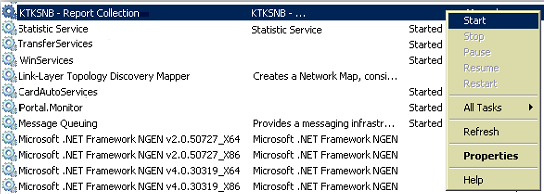 KTKSNB - Report Collection KTKSNB - ...
Start
Statistic Service Statistic Service Started
Stop
TransferServices Started
Pause
WinServices Started
Resume
Link-Layer Topology Discovery Mapper Creates a Network Map, consi...
Restart
CardAutoServices Started
All Tasks
Portal.Monitor Started
Message Queuing Provides a messaging infrastr... Started
Refresh
Microsoft .NET Framework NGEN v2.0.50727_X64 Microsoft .NET Framework NGEN
Microsoft .NET Framework NGEN v2.0.50727_X86 Microsoft .NET Framework NGEN
Properties
Microsoft .NET Framework NGEN v4.0.30319_X64 Microsoft .NET Framework NGEN
Microsoft .NET Framework NGEN v4.0.30319_X86 Microsoft .NET Framework NGEN
Help